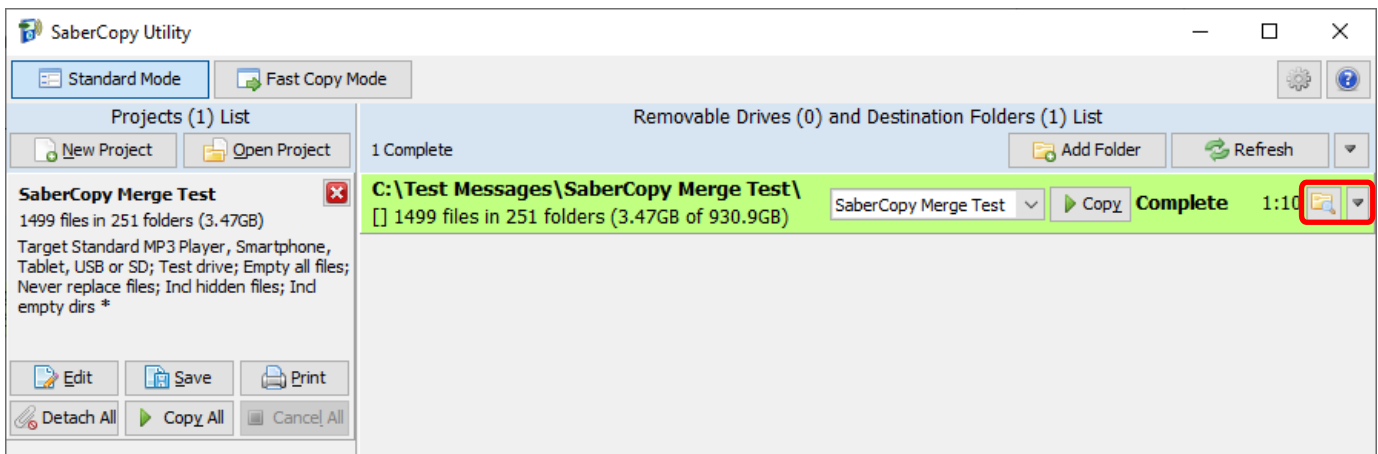 SaberCopy Utility
Standard Mode
Fast Copy Mode
Projects (1) List
Removable Drives (0) and Destination Folders (1) List
New Project
Open Project
1 Complete
Add Folder
Refresh
SaberCopy Merge Test
1499 files in 251 folders (3.47GB)
Target Standard MP3 Player, Smartphone,
Tablet, USB or SD; Test drive; Empty all files;
Never replace files; Incl hidden files; Incl
empty dirs *
C:\Test Messages\SaberCopy Merge Test\
[] 1499 files in 251 folders (3.47GB of 930.9GB)
SaberCopy Merge Test
Copy
Complete
1:10
Edit
Save
Print
Detach All
Copy All
Cancel All